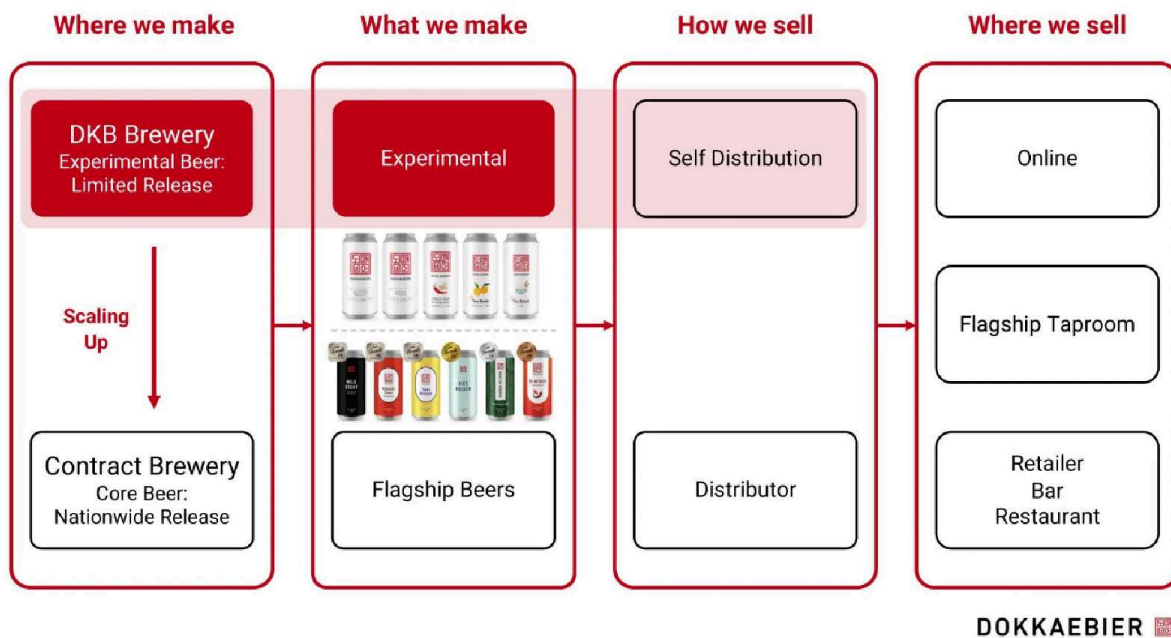 Where we make
What we make
How we sell
Where we sell
DKB Brewery
Experimental Beer:
Limited Release
Experimental
Self Distribution
Online
Scaling
Up
Flagship Taproom
Contract Brewery
Core Beer:
Nationwide Release
Flagship Beers
Distributor
Retailer
Bar
Restaurant
DOKKAEBIER